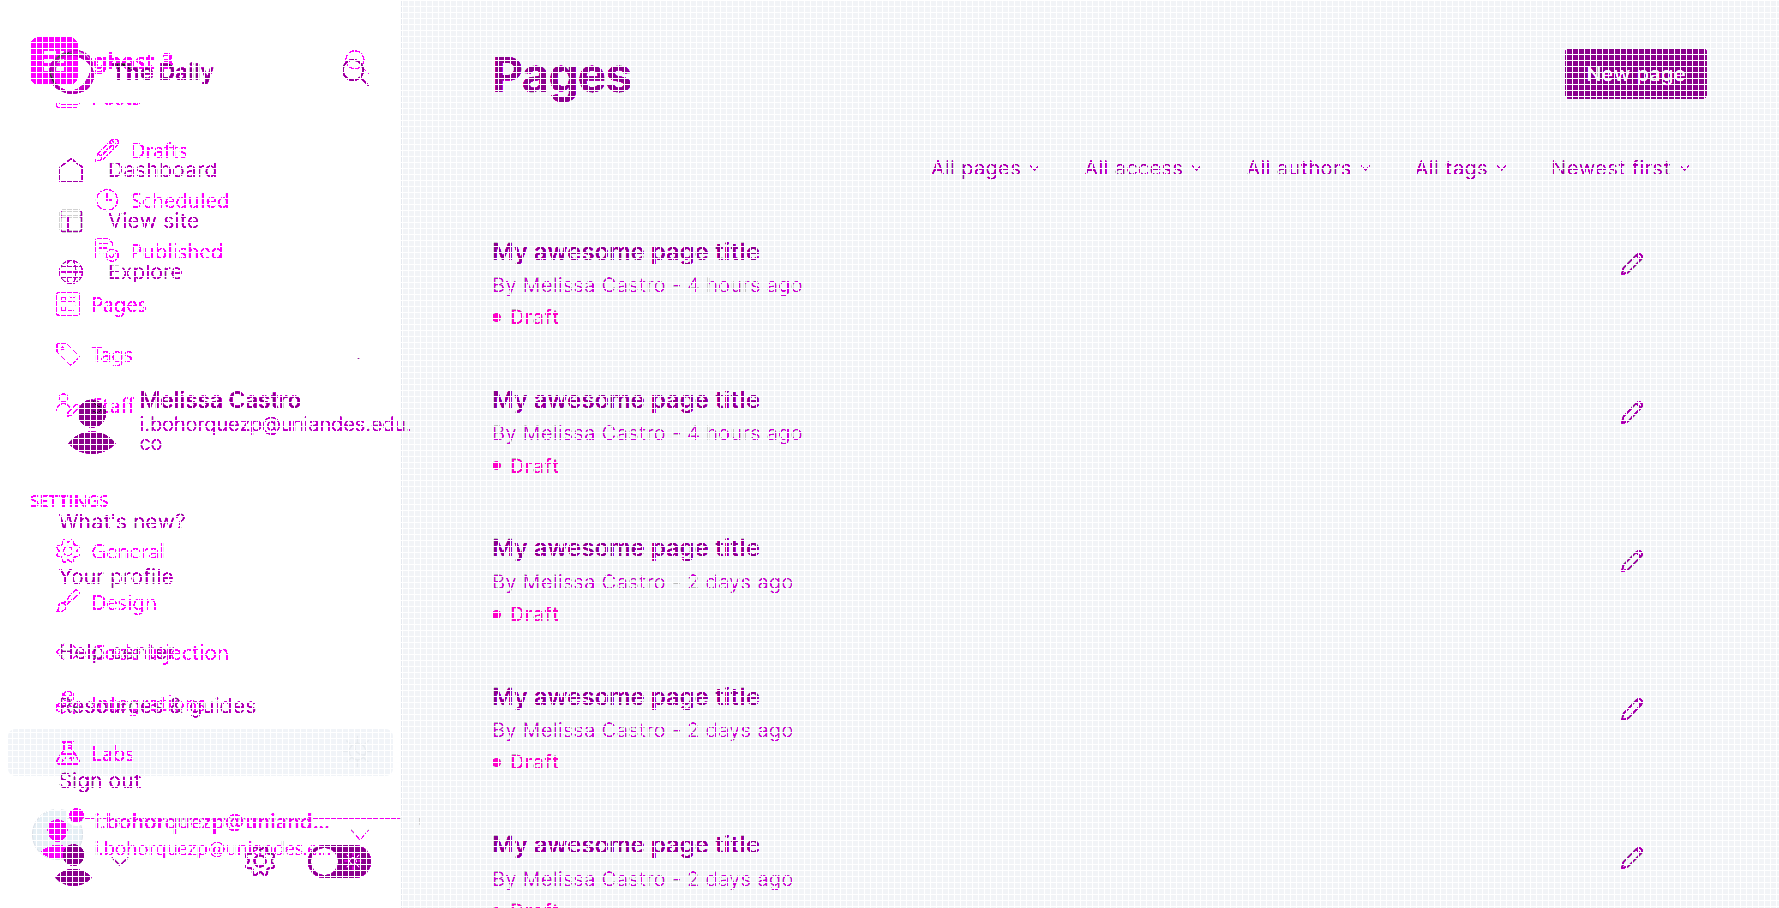 The Daily
Drafts
Dashboard
Scheduled
View site
Published
Explore
Pages
Tags
Staff
Melissa Castro
i.bohorquezp@uniandes.edu.
co
SETTINGS
What's new?
General
Your profile
Design
Help center
Code injection
Resources & guides
Labs
Sign out
i.bohorquezp@uniand...
i.bohorquezp@uniandes.e...
Pages
New page
All pages
All access
All authors
All tags
Newest first
My awesome page title
By Melissa Castro - 4 hours ago
Draft
My awesome page title
By Melissa Castro - 4 hours ago
Draft
My awesome page title
By Melissa Castro - 2 days ago
Draft
My awesome page title
By Melissa Castro - 2 days ago
Draft
My awesome page title
By Melissa Castro - 2 days ago